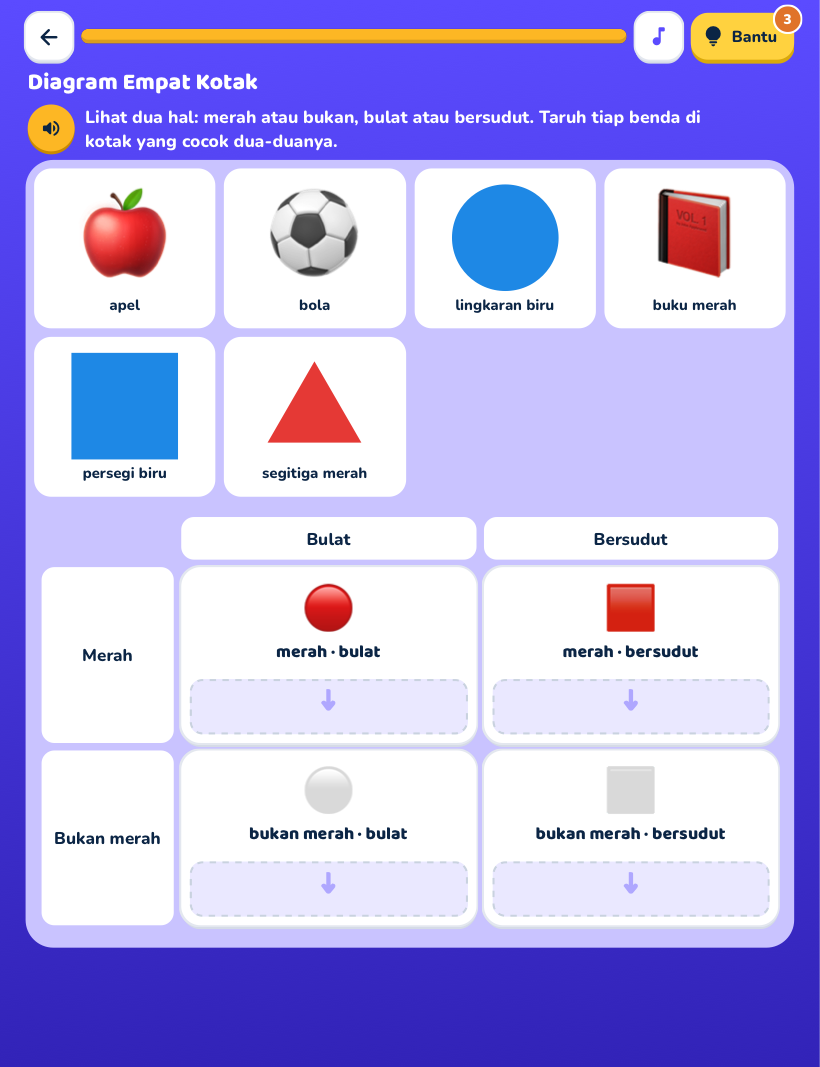 3
Bantu
Diagram Empat Kotak
Lihat dua hal: merah atau bukan, bulat atau bersudut. Taruh tiap benda di
kotak yang cocok dua-duanya.
VOL. 1
apel
bola
lingkaran biru
buku merah
persegi biru
segitiga merah
Bulat
Bersudut
Merah
merah · bulat
merah · bersudut
Bukan merah
bukan merah · bulat
bukan merah · bersudut